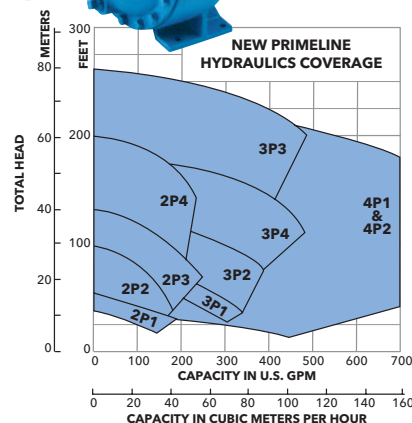 METERS
FEET
TOTAL HEAD
NEW PRIMELINE
HYDRAULICS COVERAGE
300
80
60
200
40
100
20
0
0
3P3
2P4
4P1
&
4P2
3P4
3P2
2P3
2P2
3P1
2P1
0 100 200 300 400 500 600 700
CAPACITY IN U.S. GPM
0 20 40 60 80 100 120 140 160
CAPACITY IN CUBIC METERS PER HOUR